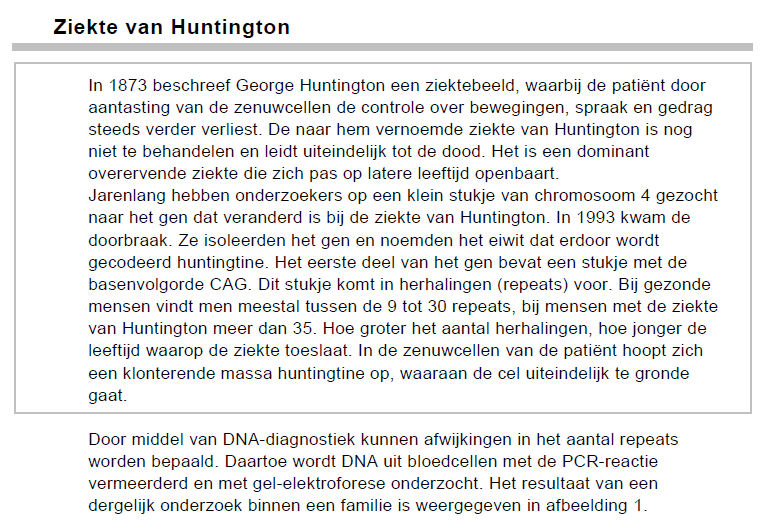 Ziekte van Huntington
In 1873 beschreef George Huntington een ziektebeeld, waarbij de patiënt door
aantasting van de zenuwcellen de controle over bewegingen, spraak en gedrag
steeds verder verliest. De naar hem vernoemde ziekte van Huntington is nog
niet te behandelen en leidt uiteindelijk tot de dood. Het is een dominant
overervende ziekte die zich pas op latere leeftijd openbaart.
Jarenlang hebben onderzoekers op een klein stukje van chromosoom 4 gezocht
naar het gen dat veranderd is bij de ziekte van Huntington. In 1993 kwam de
doorbraak. Ze isoleerden het gen en noemden het eiwit dat erdoor wordt
gecodeerd huntingtine. Het eerste deel van het gen bevat een stukje met de
basenvolgorde CAG. Dit stukje komt in herhalingen (repeats) voor. Bij gezonde
mensen vindt men meestal tussen de 9 tot 30 repeats, bij mensen met de ziekte
van Huntington meer dan 35. Hoe groter het aantal herhalingen, hoe jonger de
leeftijd waarop de ziekte toeslaat. In de zenuwcellen van de patiënt hoopt zich
een klonterende massa huntingtine op, waaraan de cel uiteindelijk te gronde
gaat.
Door middel van DNA-diagnostiek kunnen afwijkingen in het aantal repeats
worden bepaald. Daartoe wordt DNA uit bloedcellen met de PCR-reactie
vermeerderd en met gel-elektroforese onderzocht. Het resultaat van een
dergelijk onderzoek binnen een familie is weergegeven in afbeelding 1.